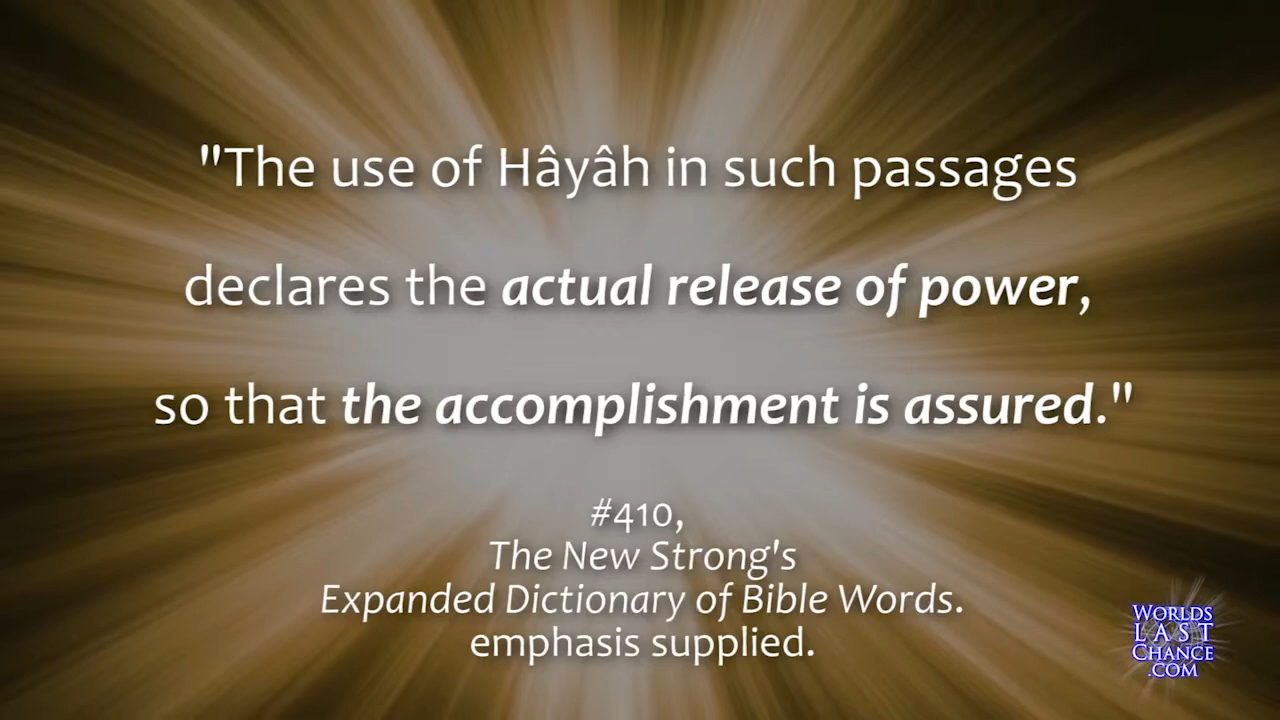 "The use of Hâyâh in such passages
declares the actual release of power,
so that the accomplishment is assured."
#410,
The New Strong's
Expanded Dictionary of Bible Words.
emphasis supplied.
WORLDS
LAST
CHANCE
.COM